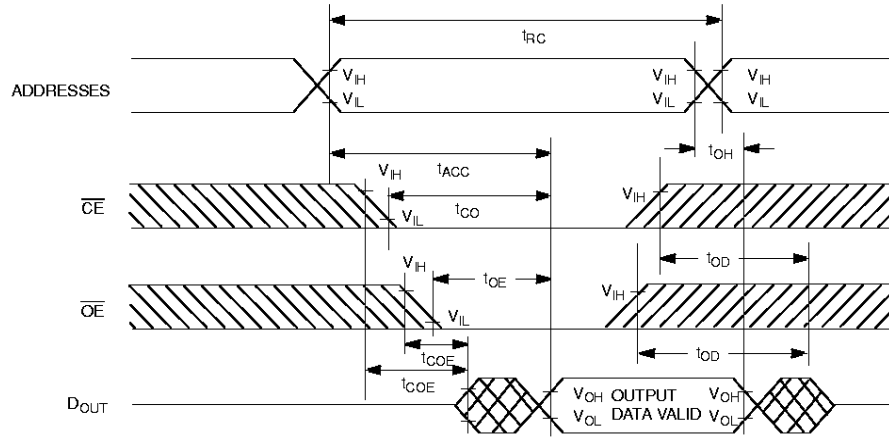 tRC
ADDRESSES
VIH VIH VIH
VIL VIL VIL
tOH
tACC
VIH
VIH
CE
tCO
VIL
VIH
tOE
tOD
OE
VIH
VIL
tCOE
tOD
tCOE
DOUT
VOH OUTPUT VOH
VOL DATA VALID VOL